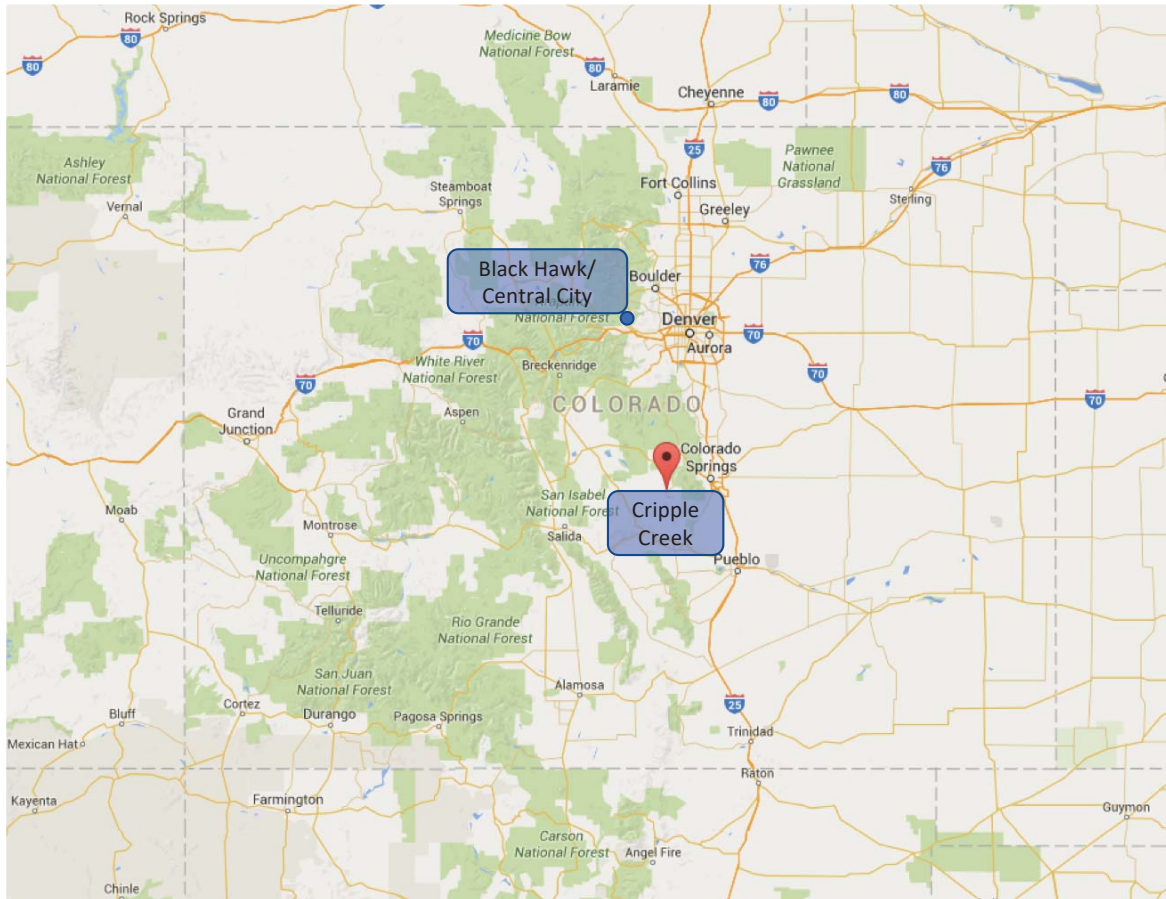 Rock Springs
80
80
Medicine Bow
National Forest
80
Laramie
Cheyenne
80
80
Ashley
National Forest
Vernal
25
Pawnee
National
Grassland
76
Sterling
Steamboat
Springs
Fort Collins
Greeley
76
Black Hawk/
Central City
National Forest
Boulder
Denver
Aurora
70
70
70
70
70
White River
National Forest
Breckenridge
COLORADO
Grand
Junction
Aspen
Colorado
Springs
Cripple
Creek
San Isabel
National Forest
Salida
Moab
Montrose
Uncompahgre
National Forest
Pueblo
Telluride
Rio Grande
National Forest
San Juan
National Forest
Alamosa
25
Bluff
Cortez
Durango
Pagosa Springs
Trinidad
Mexican Hat
Raton
Kayenta
Farmington
Guymon
Carson
National Forest
Angel Fire
Chinle